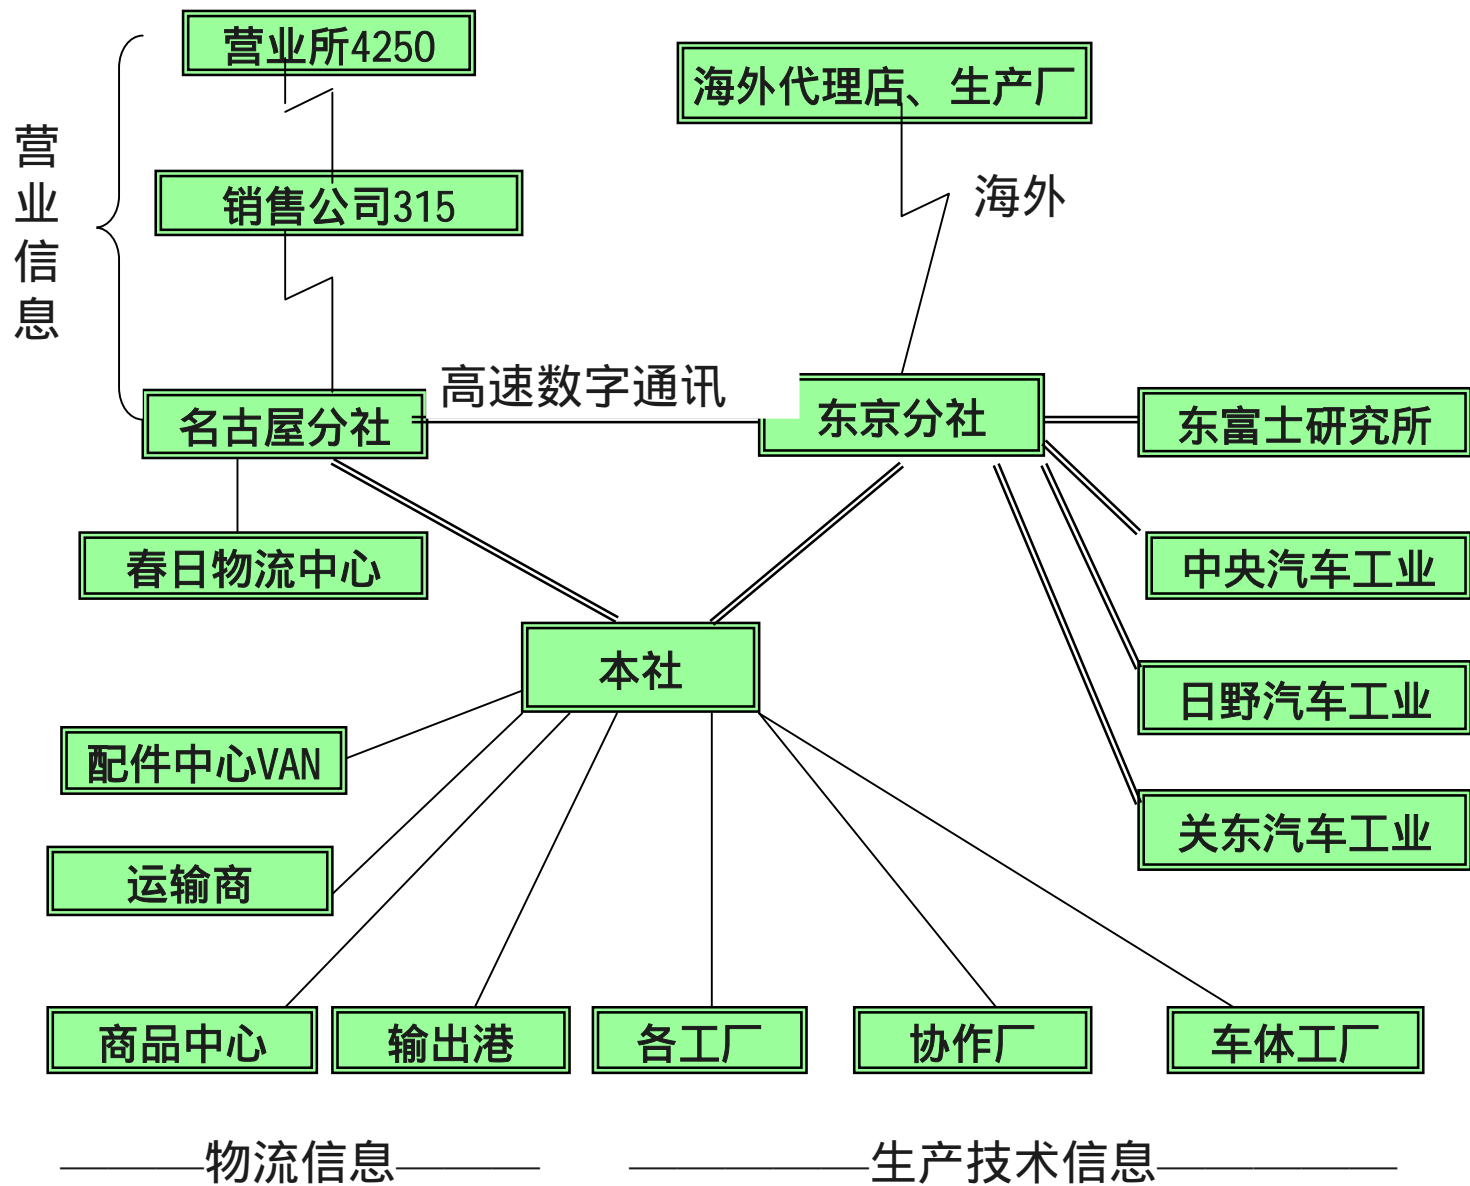 营业所4250
海外代理店、生产厂
营业信息
销售公司315
海外
高速数字通讯
名古屋分社
东京分社
东富士研究所
春日物流中心
中央汽车工业
本社
日野汽车工业
配件中心VAN
关东汽车工业
运输商
商品中心
输出港
各工厂
协作厂
车体工厂
物流信息
生产技术信息